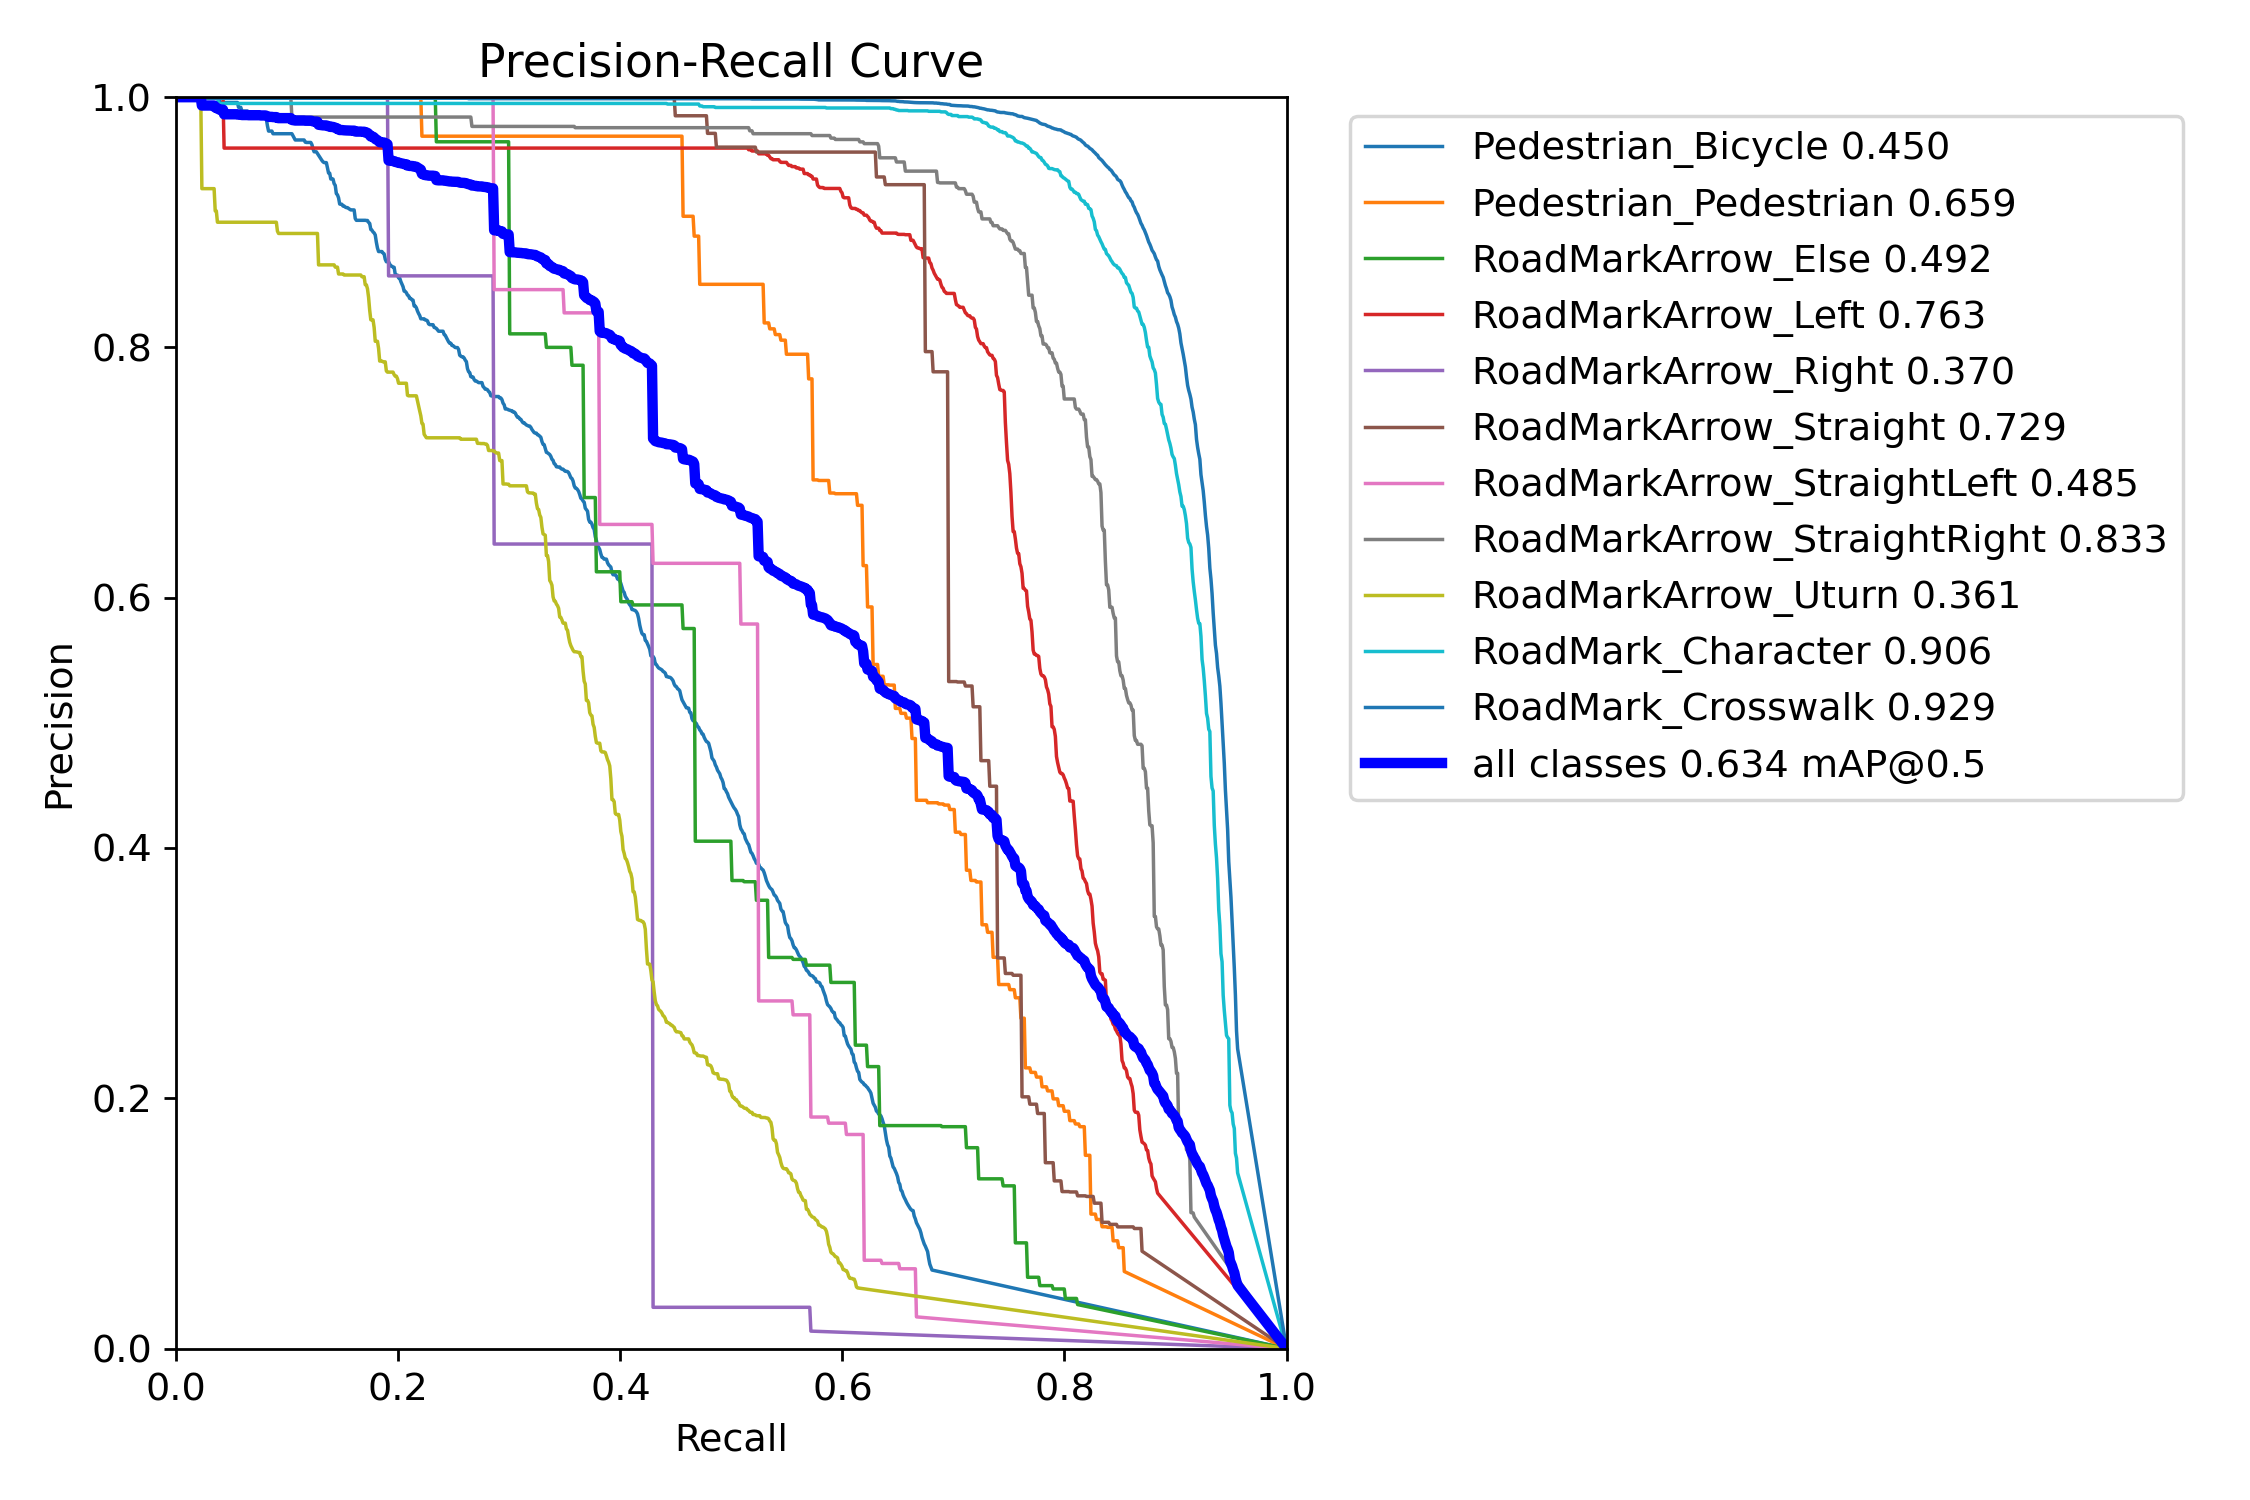 Precision-Recall Curve
1.0
0.8
0.6
0.4
0.2
0.0
Precision
0.0 0.2 0.4 0.6 0.8 1.0
Recall
Pedestrian_Bicycle 0.450
Pedestrian_Pedestrian 0.659
RoadMarkArrow_Else 0.492
RoadMarkArrow_Left 0.763
RoadMarkArrow_Right 0.370
RoadMarkArrow_Straight 0.729
RoadMarkArrow_StraightLeft 0.485
RoadMarkArrow_StraightRight 0.833
RoadMarkArrow_Uturn 0.361
RoadMark_Character 0.906
RoadMark_Crosswalk 0.929
all classes 0.634 mAP@0.5